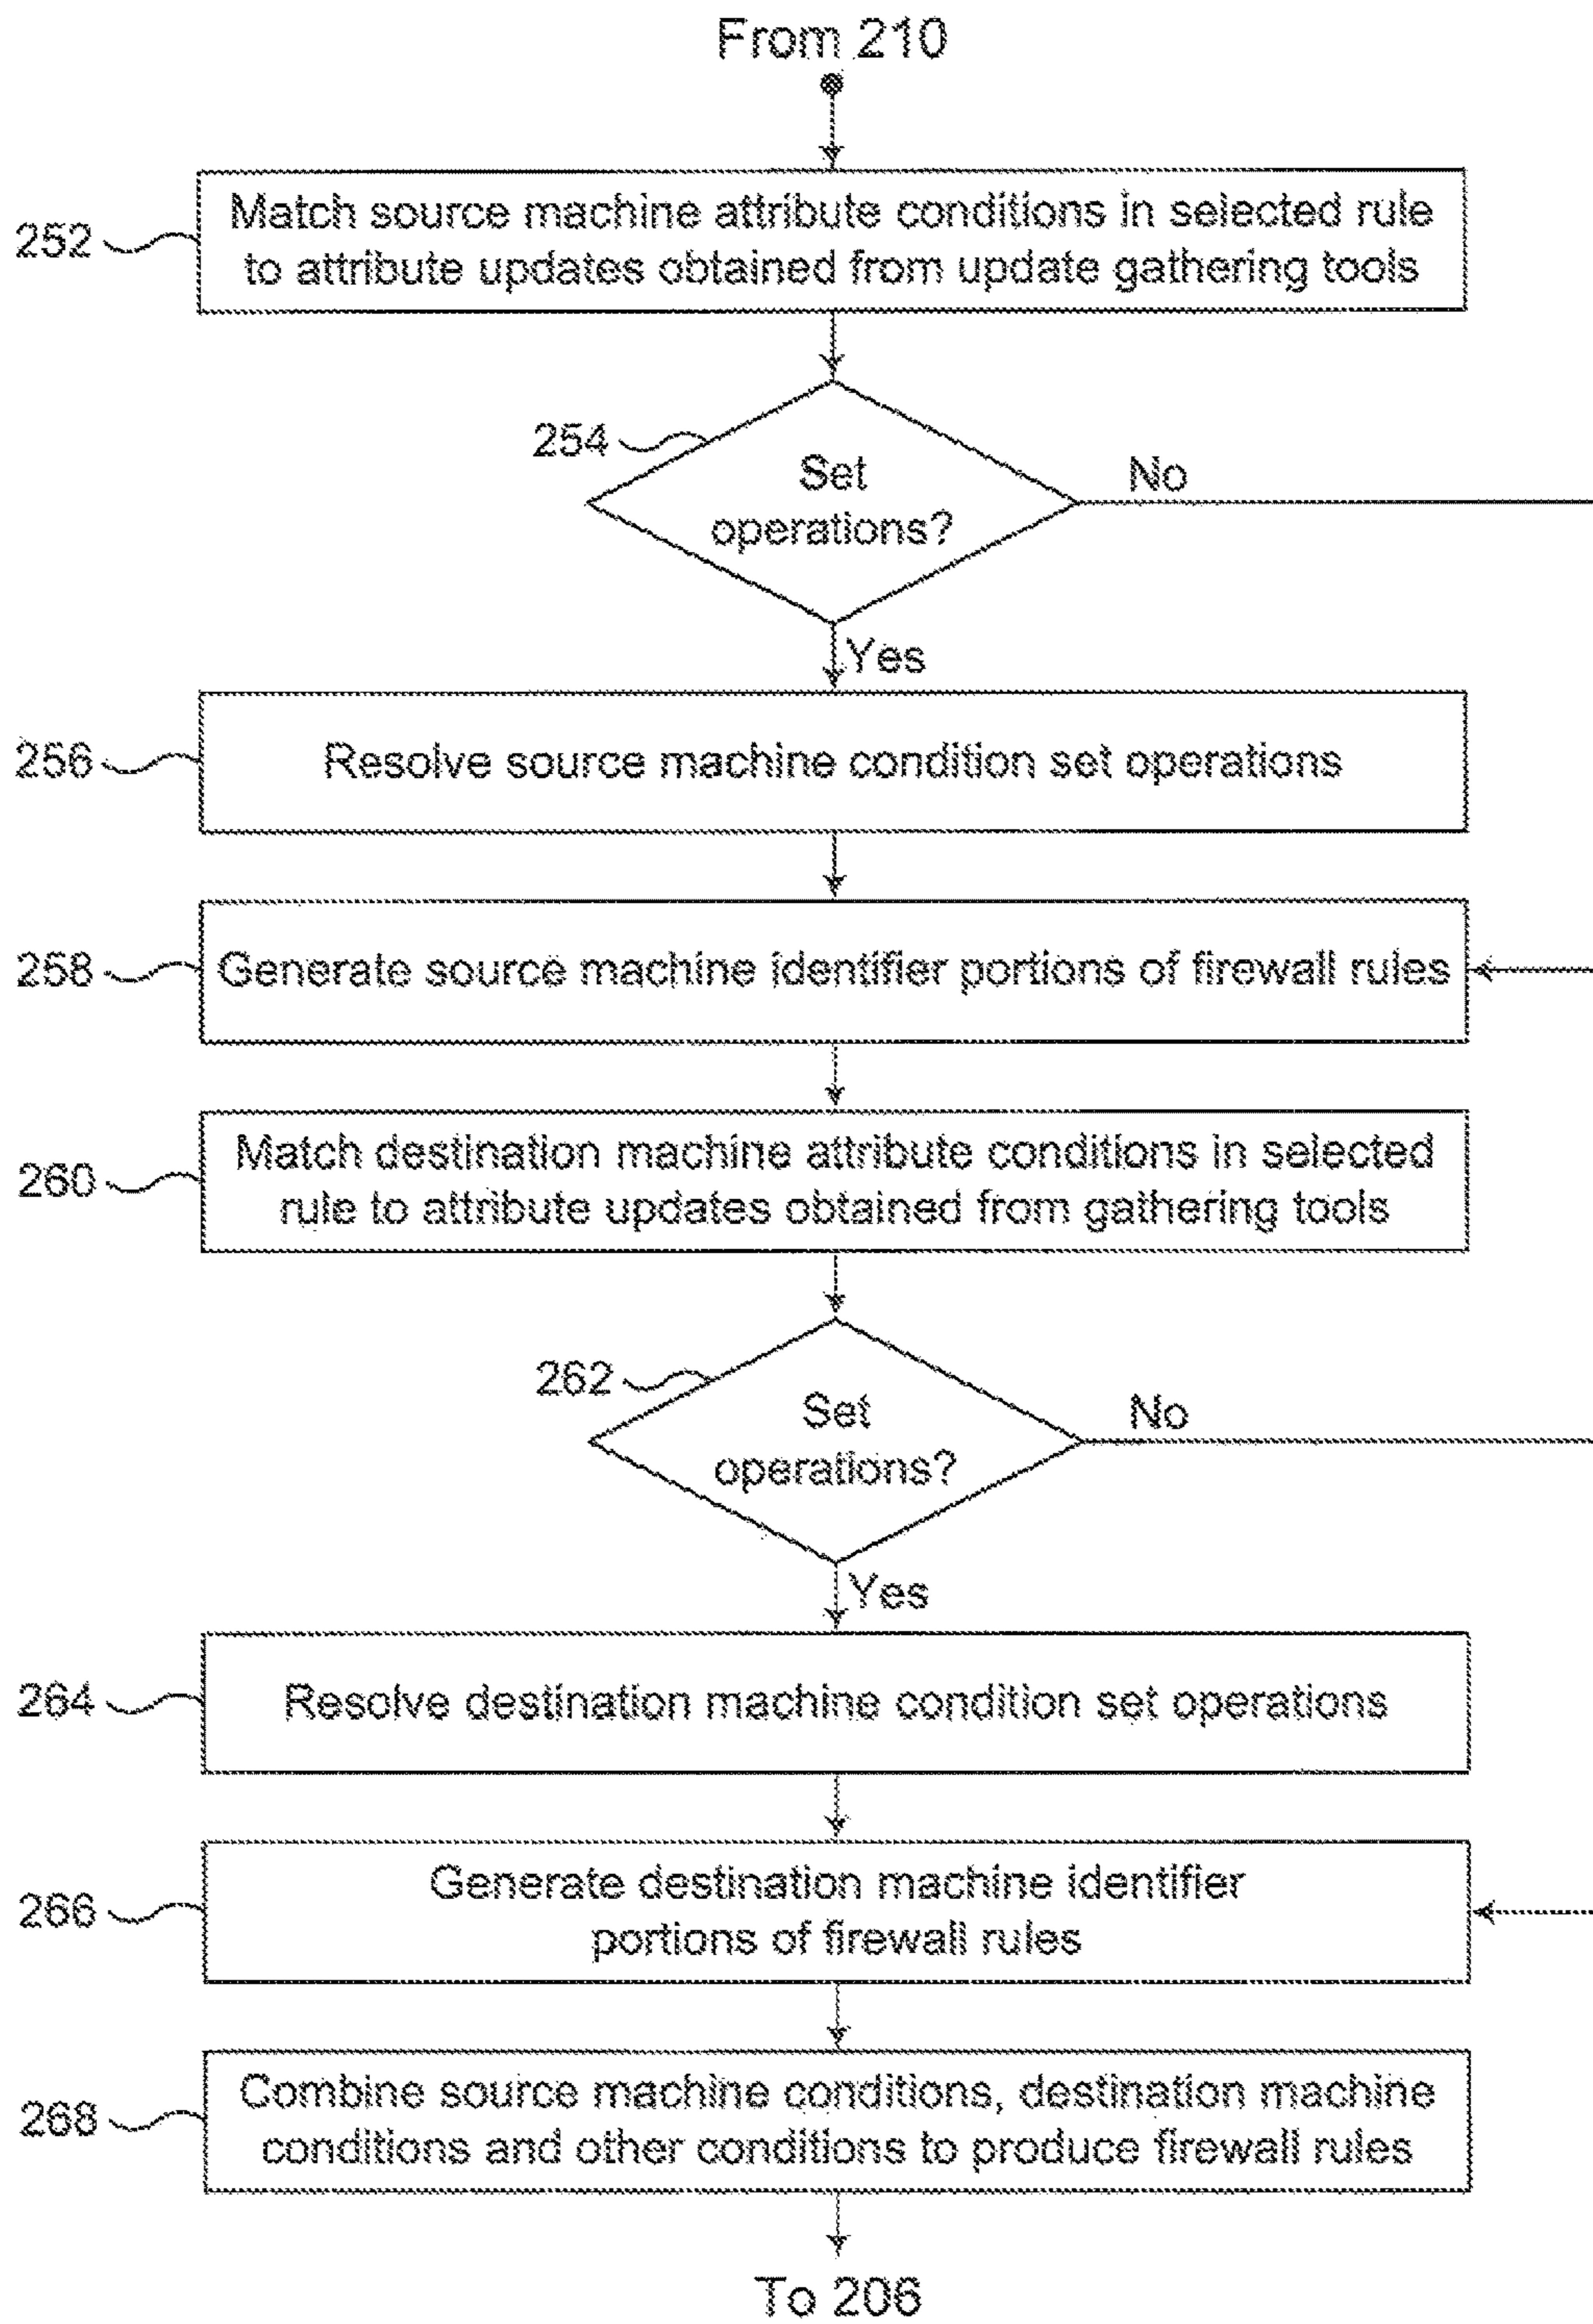 From 210
252
Match source machine attribute conditions in selected rule
to attribute updates obtained from update gathering tools
254
Set
operations?
No
Yes
256
Resolve source machine condition set operations
258
Generate source machine identifier portions of firewall rules
260
Match destination machine attribute conditions in selected
rule to attribute updates obtained from gathering tools
262
Set
operations?
No
Yes
264
Resolve destination machine condition set operations
266
Generate destination machine identifier
portions of firewall rules
268
Combine source machine conditions, destination machine
conditions and other conditions to produce firewall rules
To 206